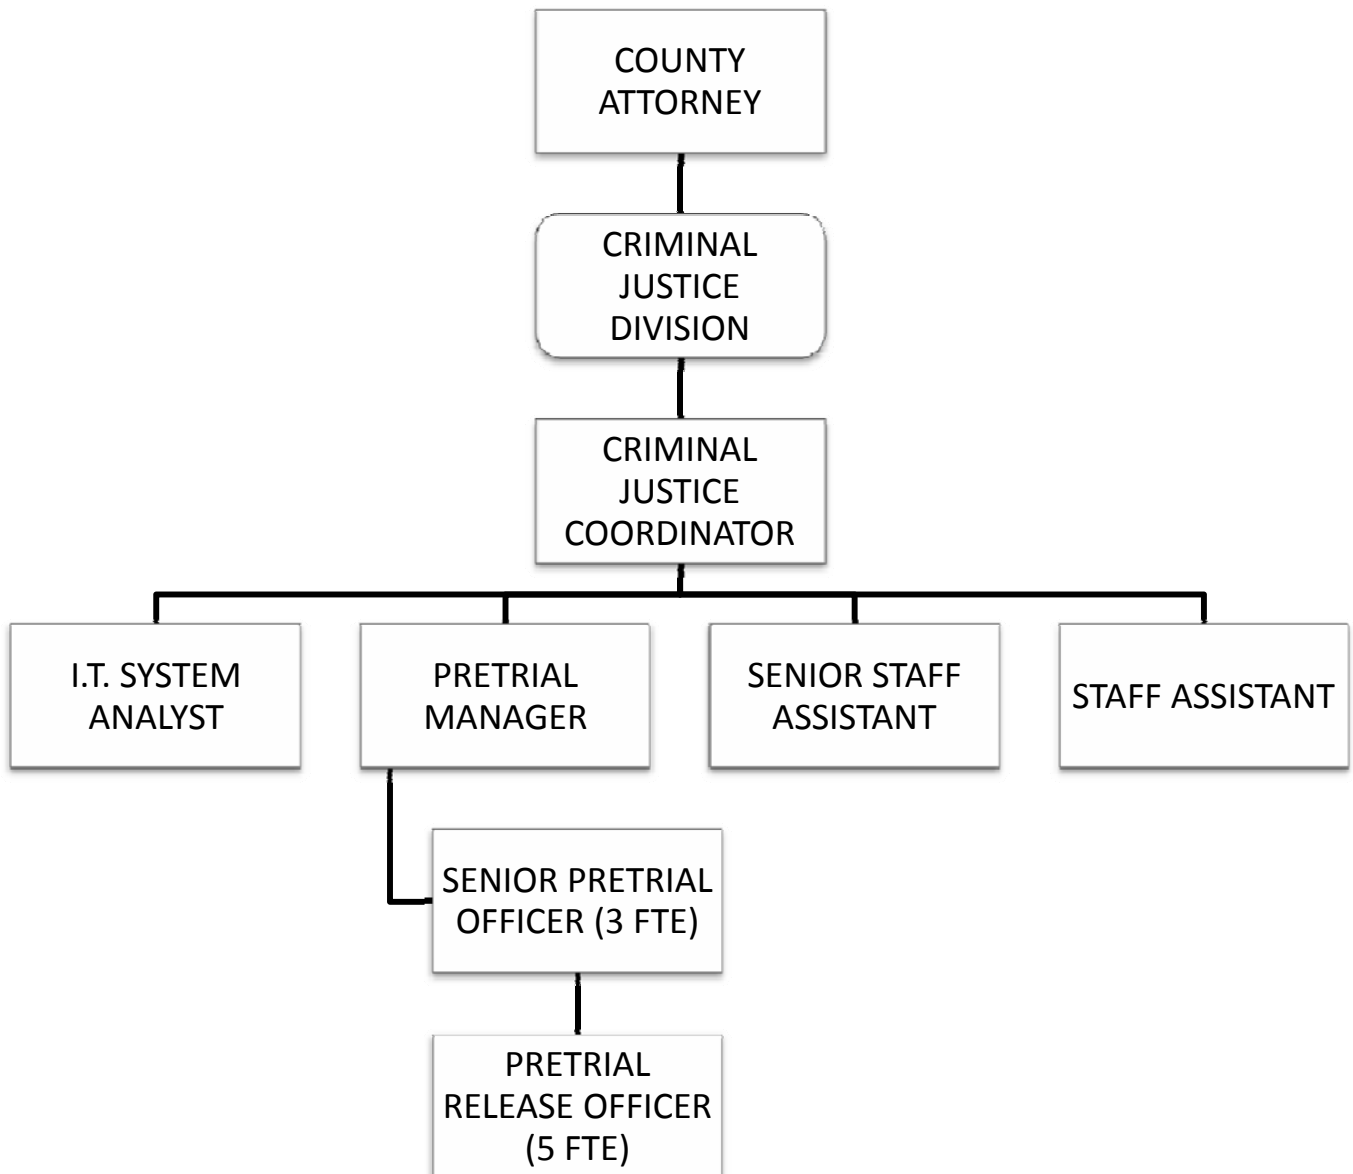 COUNTY
ATTORNEY
CRIMINAL
JUSTICE
DIVISION
CRIMINAL
JUSTICE
COORDINATOR
I.T. SYSTEM
ANALYST
PRETRIAL
MANAGER
SENIOR STAFF
ASSISTANT
STAFF ASSISTANT
SENIOR PRETRIAL
OFFICER (3 FTE)
PRETRIAL
RELEASE OFFICER
(5 FTE)